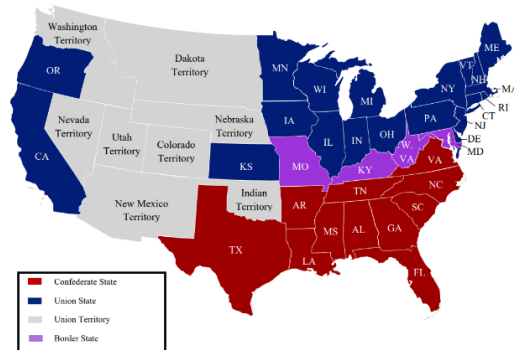 Washington
Territory
OR
Dakota
Territory
MN
WI
MI
ME
VT
NH
NY
MA
RI
CT
Nevada
Territory
Utah
Territory
Colorado
Territory
Nebraska
Territory
IA
IL
IN
OH
PA
NJ
DE
MD
CA
KS
MO
KY
W.
VA
VA
New Mexico
Territory
Indian
Territory
AR
TN
NC
SC
TX
LA
MS
AL
GA
FL
Confederate State
Union State
Union Territory
Border State